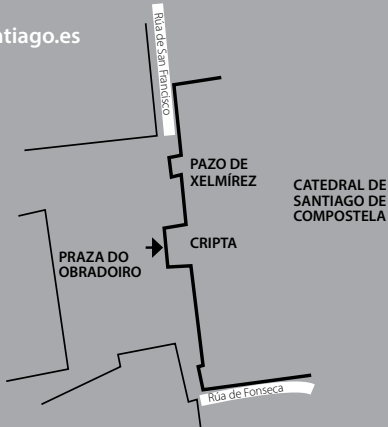 tiago.es
Rúa de San Francisco
PAZO DE
XELMÍREZ
CATEDRAL DE
SANTIAGO DE
COMPOSTELA
CRIPTA
PRAZA DO
OBRADOIRO
Rúa de Fonseca